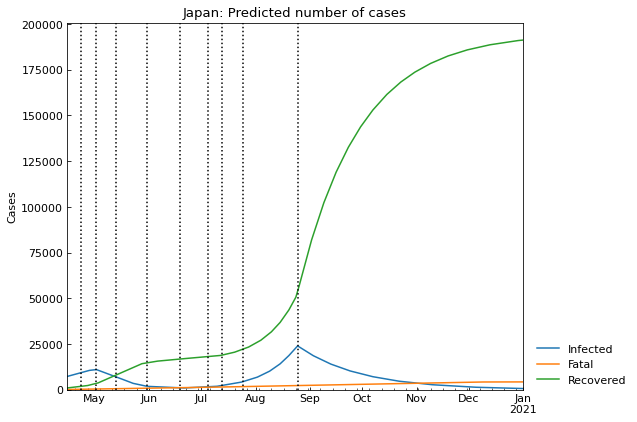 Japan: Predicted number of cases
Cases
200000
175000
150000
125000
100000
75000
50000
25000
0
May Jun Jul Aug Sep Oct Nov Dec Jan
2021
Infected
Fatal
Recovered